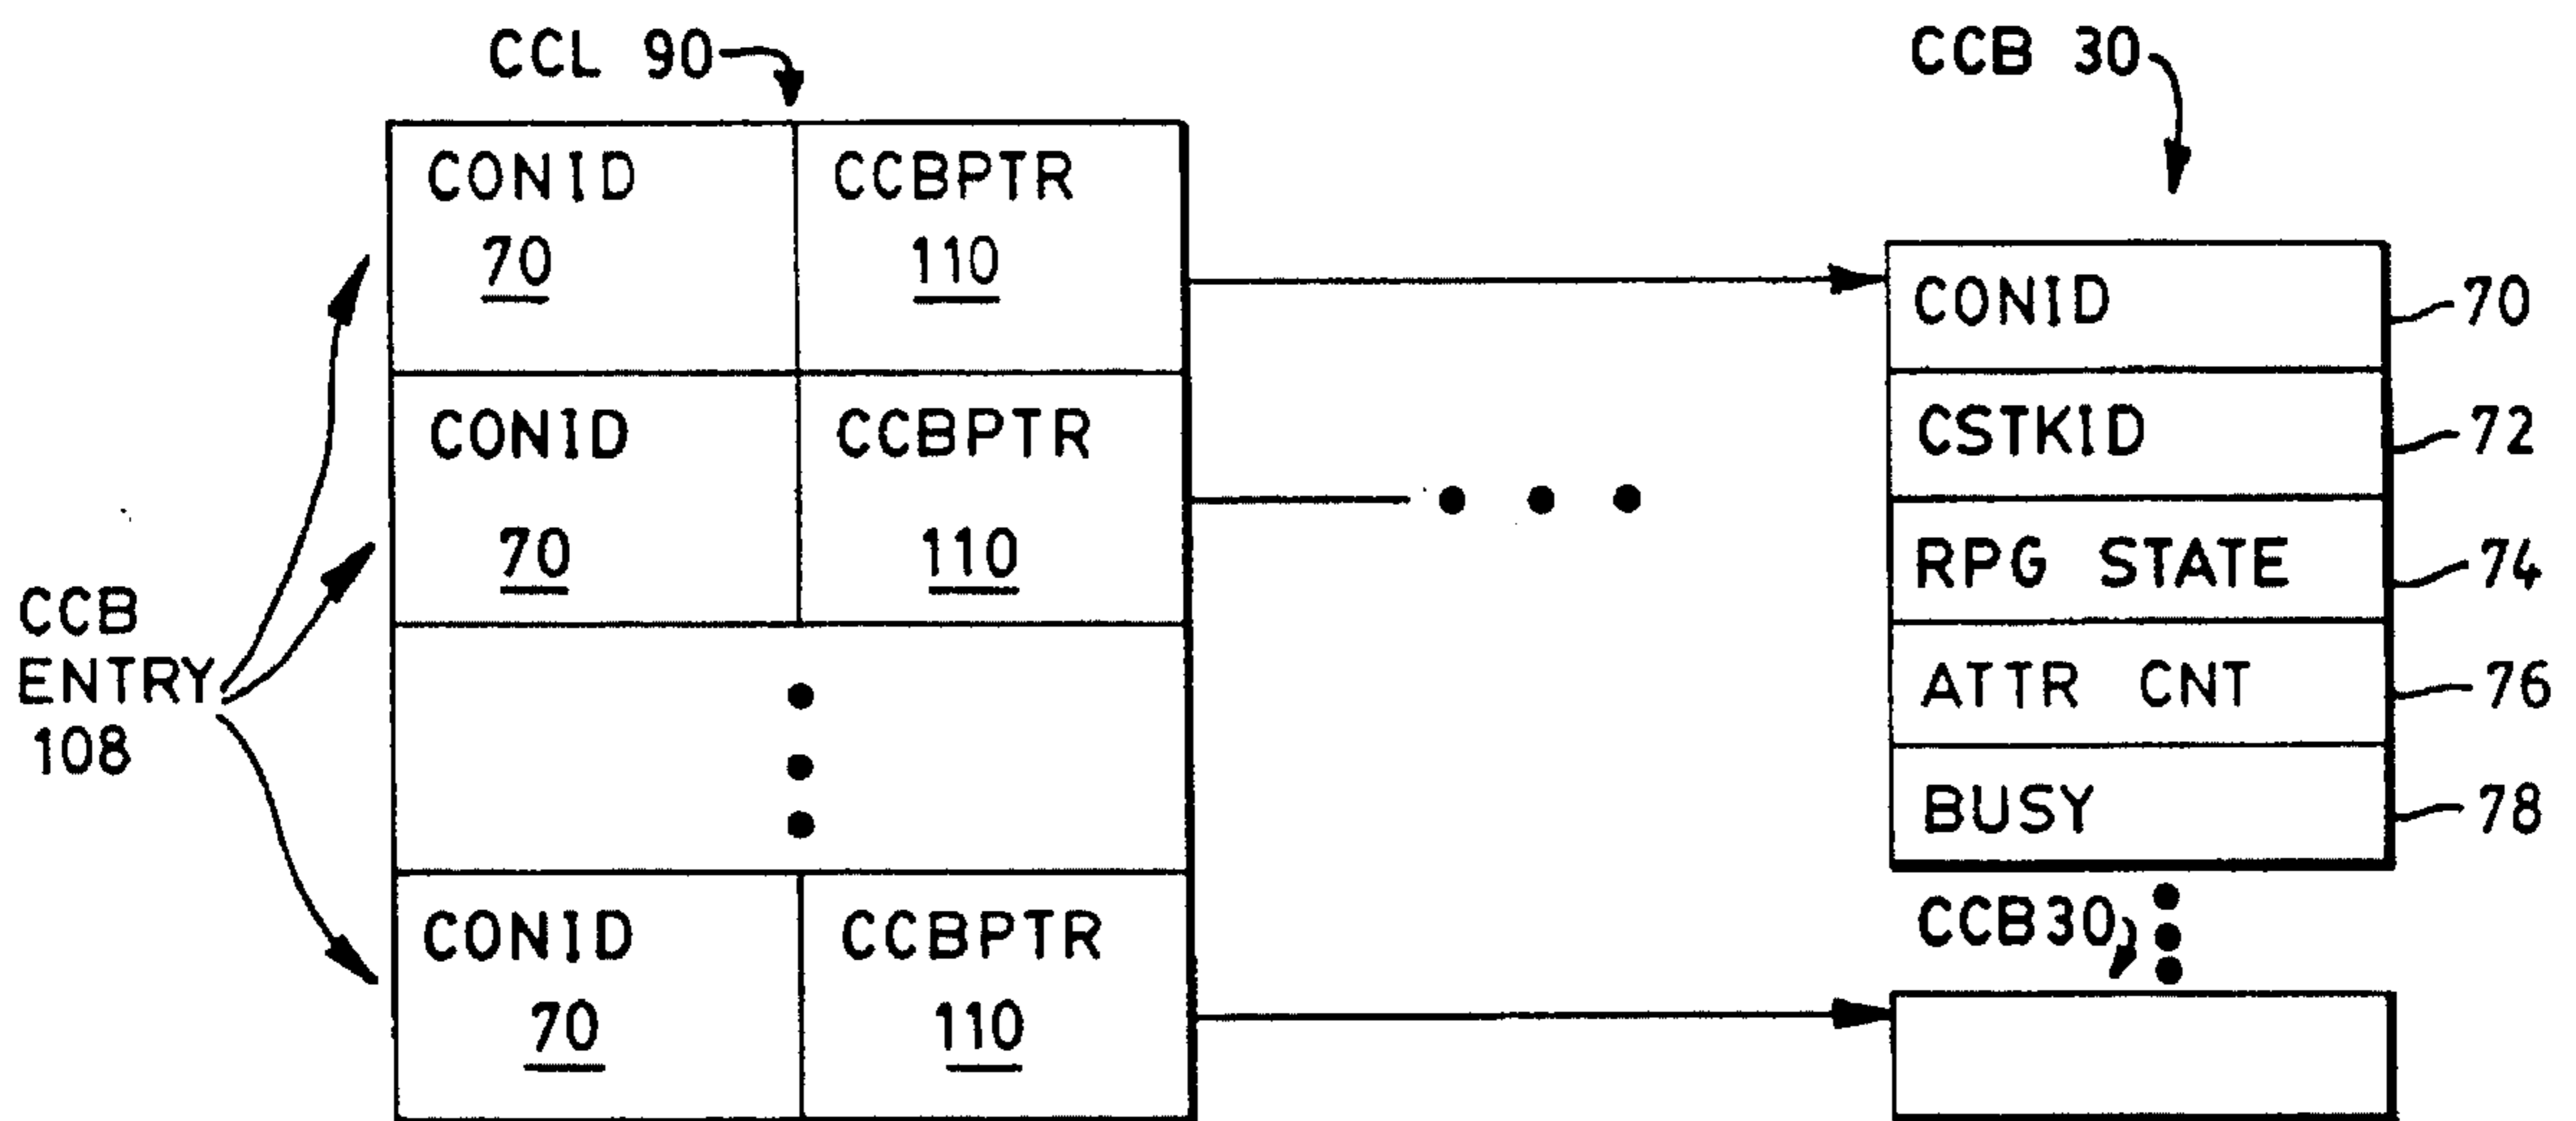 CCL 90
CCB 30
CONID
70
CCBPTR
110
CONID
70
CCBPTR
110
CONID
70
CCBPTR
110
CCB
ENTRY
108
CONID 70
CSTKID 72
RPG STATE 74
ATTR CNT 76
BUSY 78
CCB30